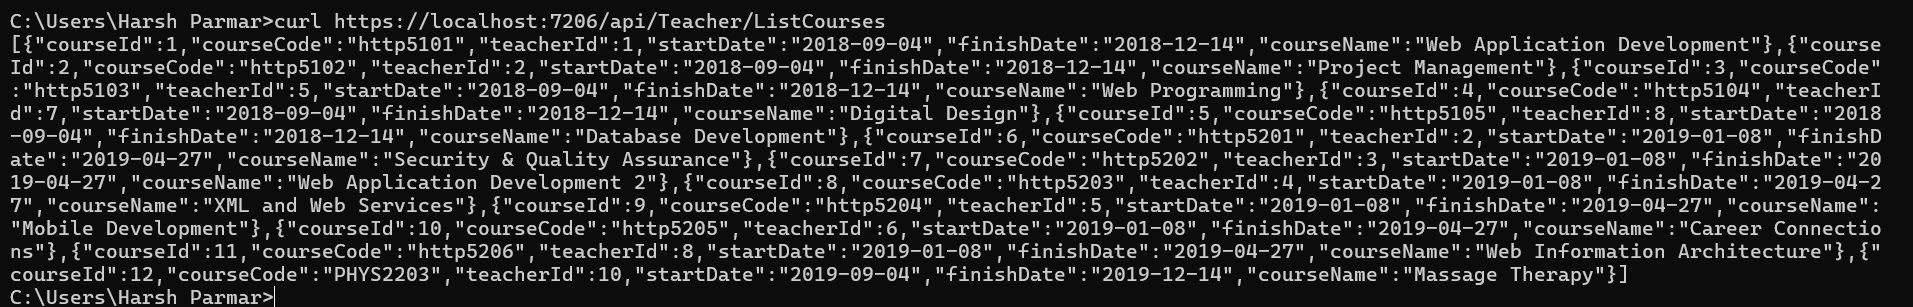 C:\Users\Harsh Parmar>curl https://localhost:7206/api/Teacher/ListCourses
[{"courseId":1,"courseCode":"http5101","teacherId":1,"startDate":"2018-09-04","finishDate":"2018-12-14","courseName":"Web Application Development"},{"course
Id":2,"courseCode":"http5102","teacherId":2,"startDate":"2018-09-04","finishDate":"2018-12-14","courseName":"Project Management"},{"courseId":3,"courseCode"
:"http5103","teacherId":5,"startDate":"2018-09-04","finishDate":"2018-12-14","courseName":"Web Programming"},{"courseId":4,"courseCode":"http5104","teacherI
d":7,"startDate":"2018-09-04","finishDate":"2018-12-14","courseName":"Digital Design"},{"courseId":5,"courseCode":"http5105","teacherId":8,"startDate":"2018
-09-04","finishDate":"2018-12-14","courseName":"Database Development"},{"courseId":6,"courseCode":"http5201","teacherId":2,"startDate":"2019-01-08","finishD
ate":"2019-04-27","courseName":"Security & Quality Assurance"},{"courseId":7,"courseCode":"http5202","teacherId":3,"startDate":"2019-01-08","finishDate":"20
19-04-27","courseName":"Web Application Development 2"},{"courseId":8,"courseCode":"http5203","teacherId":4,"startDate":"2019-01-08","finishDate":"2019-04-2
7","courseName":"XML and Web Services"},{"courseId":9,"courseCode":"http5204","teacherId":5,"startDate":"2019-01-08","finishDate":"2019-04-27","courseName":
"Mobile Development"},{"courseId":10,"courseCode":"http5205","teacherId":6,"startDate":"2019-01-08","finishDate":"2019-04-27","courseName":"Career Connectio
ns"},{"courseId":11,"courseCode":"http5206","teacherId":8,"startDate":"2019-01-08","finishDate":"2019-04-27","courseName":"Web Information Architecture"},{"
courseId":12,"courseCode":"PHYS2203","teacherId":10,"startDate":"2019-09-04","finishDate":"2019-12-14","courseName":"Massage Therapy"}]
C:\Users\Harsh Parmar>